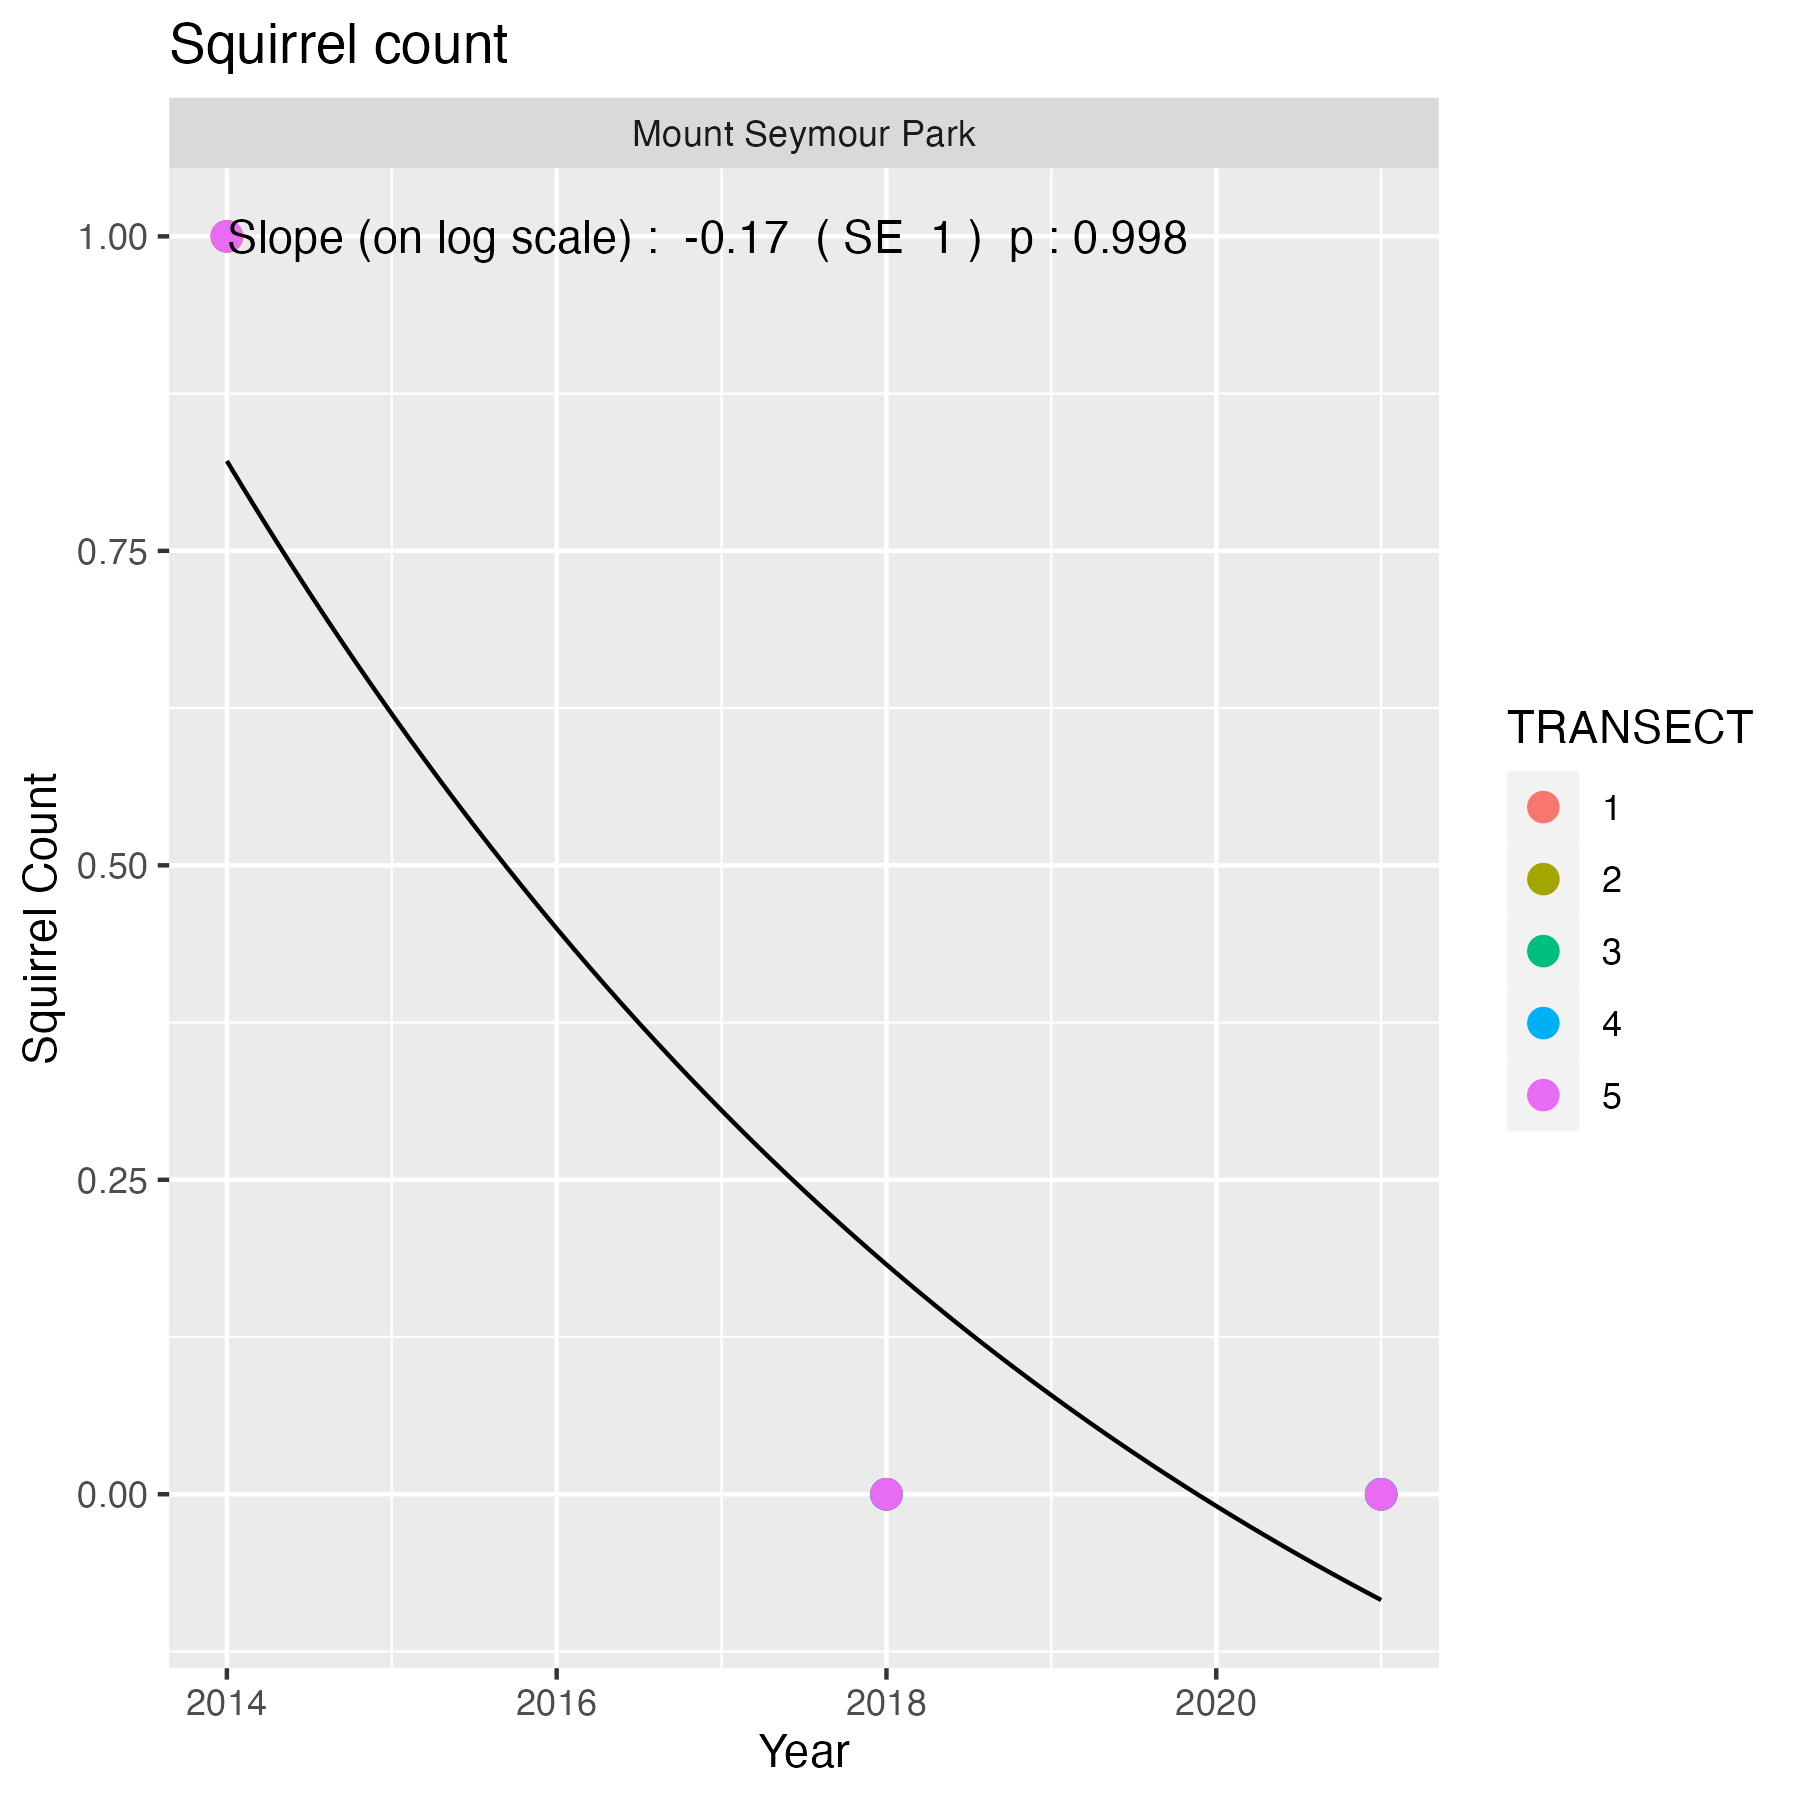 Squirrel count
Mount Seymour Park
Slope (on log scale) : -0.17 ( SE 1 ) p : 0.998
1.00
0.75
0.50
0.25
0.00
Squirrel Count
2014 2016 2018 2020
Year
TRANSECT
1
2
3
4
5